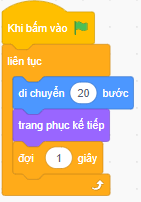 Khi bấm vào
liên tục
di chuyển 20 bước
trang phục kế tiếp
đợi 1 giây